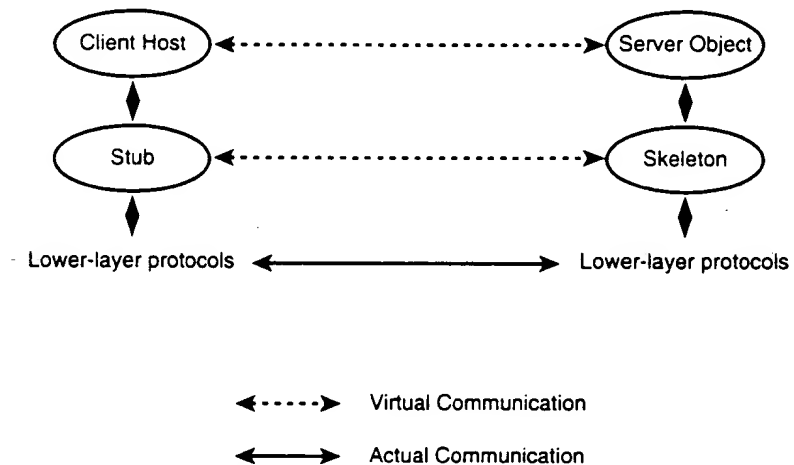 Client Host
Server Object
Stub
Skeleton
Lower-layer protocols
Lower-layer protocols
Virtual Communication
Actual Communication